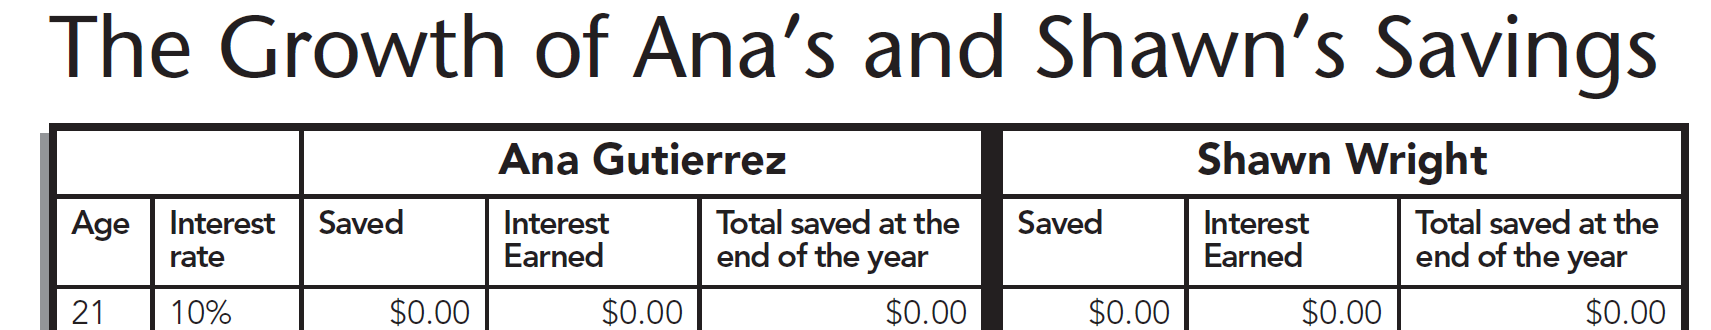 The Growth of Ana’s and Shawn’s Savings
Ana Gutierrez Shawn Wright
Age Interest rate Saved Interest Earned Total saved at the end of the year Saved Interest Earned Total saved at the end of the year
21 10% $0.00 $0.00 $0.00 $0.00 $0.00 $0.00